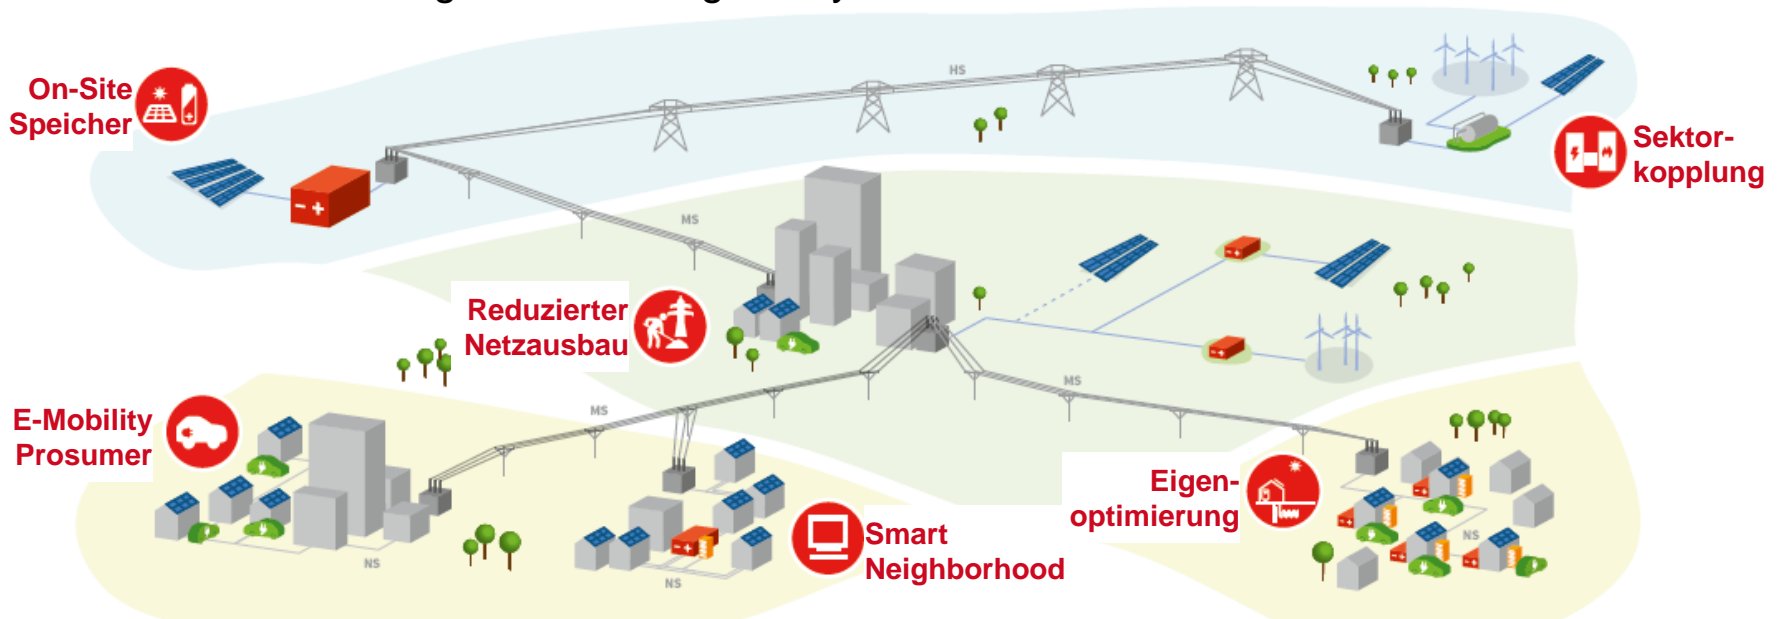 On-Site
Speicher
HS
Sektor-
kopplung
MS
Reduzierter
Netzausbau
E-Mobility
Prosumer
MS
MS
Eigen-
optimierung
Smart
Neighborhood
NS
NS
NS